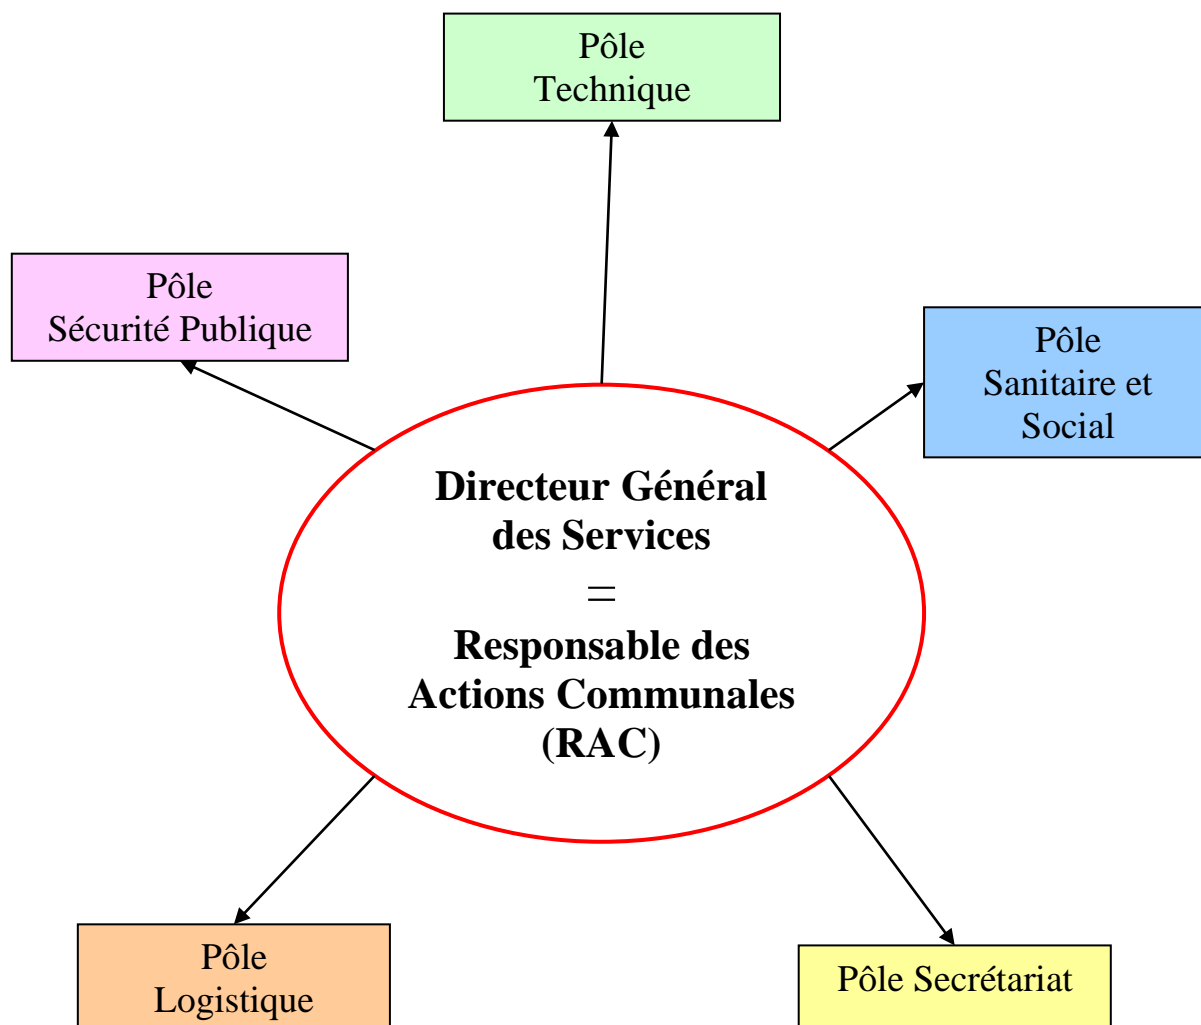 Pôle
Technique
Pôle
Sécurité Publique
Pôle
Sanitaire et
Social
Directeur Général
des Services
=
Responsable des
Actions Communales
(RAC)
Pôle
Logistique
Pôle Secrétariat